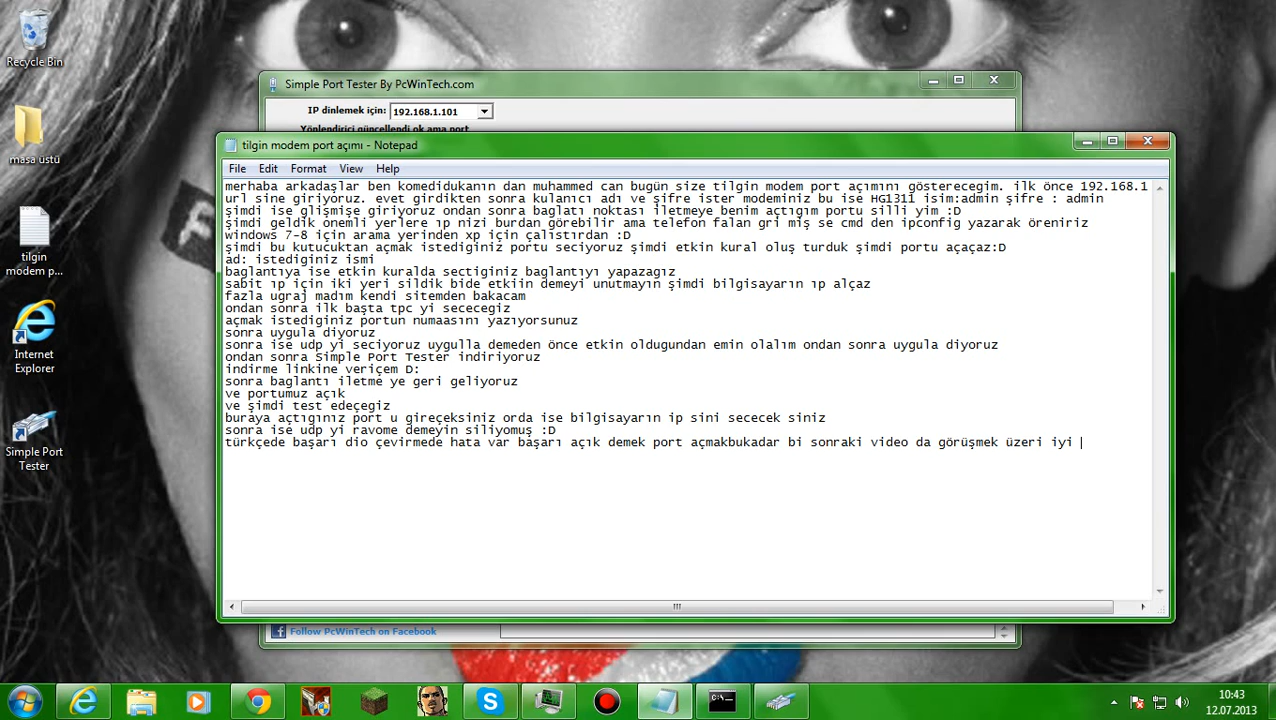 Recycle Bin
masa üstü
tilgin
modem p...
Internet
Explorer
Simple Port
Tester
Simple Port Tester By PcWinTech.com
IP dinlemek için: 192.168.1.101
Yönlendirici güncellendi ok ama port
tilgin modem port açımı - Notepad
File Edit Format View Help
merhaba arkadaşlar ben komedidukanın dan muhammed can bugün size tilgin modem port açımını gösterecegim. ilk önce 192.168.1
url sine giriyoruz. evet girdikten sonra kulanıcı adı ve şifreister modeminiz bu ise HG1311 isim:admin şifre : admin
şimdi ise glişmişe giriyoruz ondan sonra baglatı noktası iletmeye benim açtıgım portu silli yim :D
şimdi geldik önemli yerlere ıp nizi burdan görebilir ama telefon falan gri miş se cmd den ipconfig yazarak öreniriz
windows 7-8 için arama yerinden xp için çalıstırdan :D
şimdi bu kutucuktan açmak istediginiz portu seciyoruz şimdi etkin kural oluş turduk şimdi portu açaçaz:D
ad: istediginiz ismi
baglantıya ise etkin kuralda sectiginiz baglantıyı yapazagız
sabit ıp için iki yeri sildik bide etkiin demeyi unutmayın şimdi bilgisayarın ıp alçaz
fazla ugraj madım kendi sitemden bakacam
ondan sonra ilk başta tpc yi sececegiz
açmak istediginiz portun numaasını yazıyorsunuz
sonra uygula diyoruz
sonra ise udp yi seciyoruz uygulla demeden önce etkin oldugundan emin olalım ondan sonra uygula diyoruz
ondan sonra Simple Port Tester indiriyoruz
indirme linkine veriçem D:
sonra baglantı iletme ye geri geliyoruz
ve portumuz açık
ve şimdi test edeçegiz
buraya açtıgınız port u gireçeksiniz orda ise bilgisayarın ip sini sececek siniz
sonra ise udp yi ravome demeyin siliyomuş :D
türkçede başarı dio çevirmede hata var başarı açık demek port açmakbukadar bi sonraki video da görüşmek üzeri iyi
Follow PcWinTech on Facebook
10:43
12.07.2013